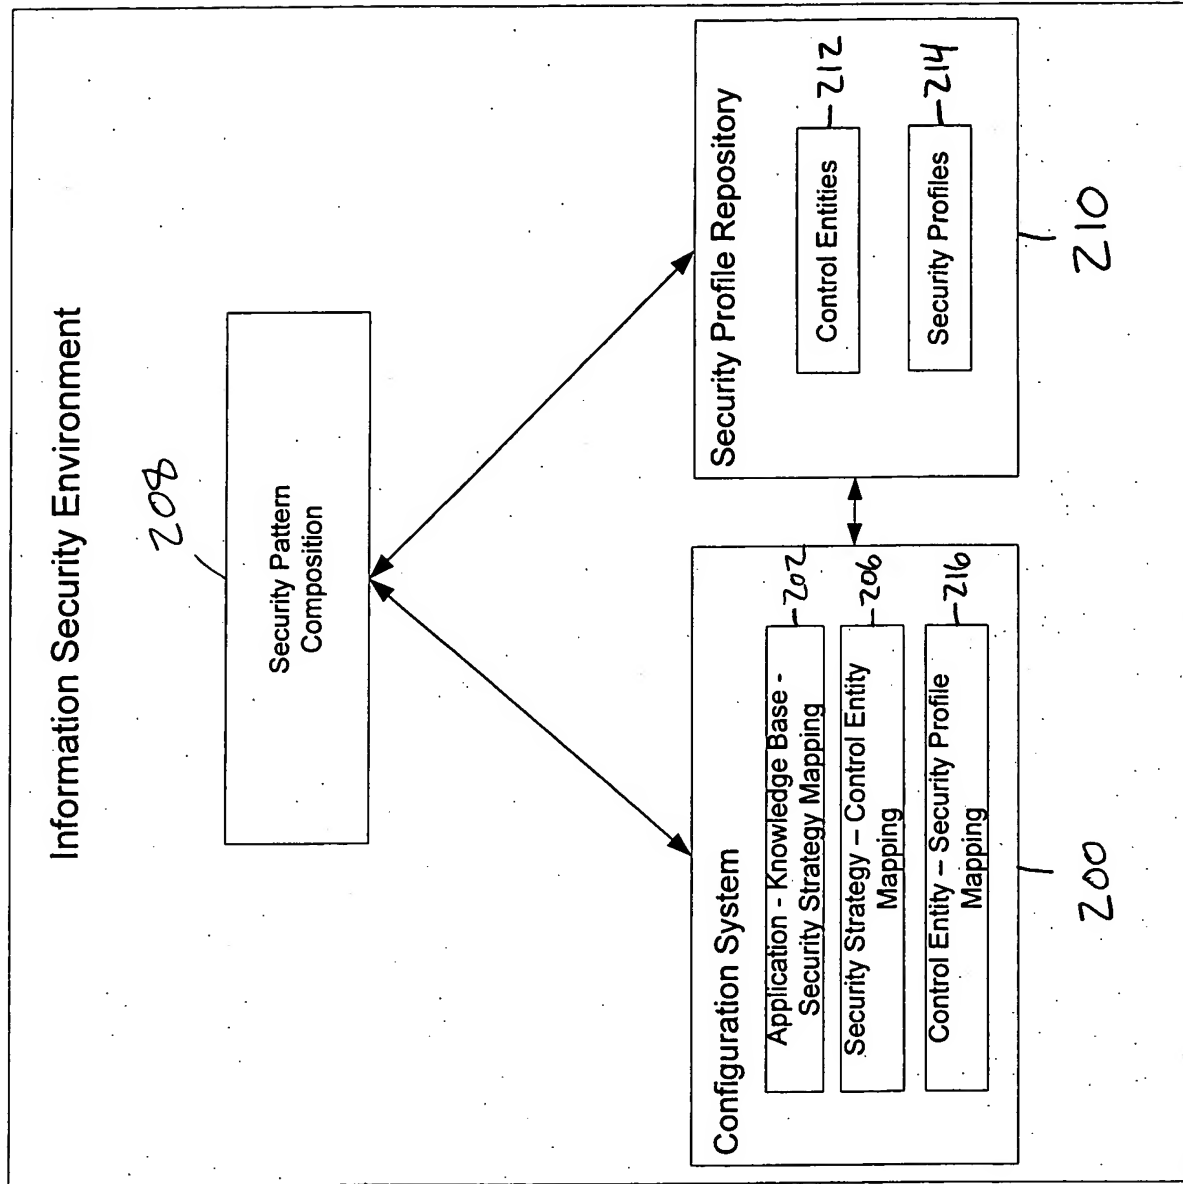 Information Security Environment
208
Security Pattern
Composition
Configuration System
Application - Knowledge Base -
Security Strategy Mapping
202
Security Strategy – Control Entity
Mapping
206
Control Entity – Security Profile
Mapping
216
200
Security Profile Repository
Control Entities
212
Security Profiles
214
210